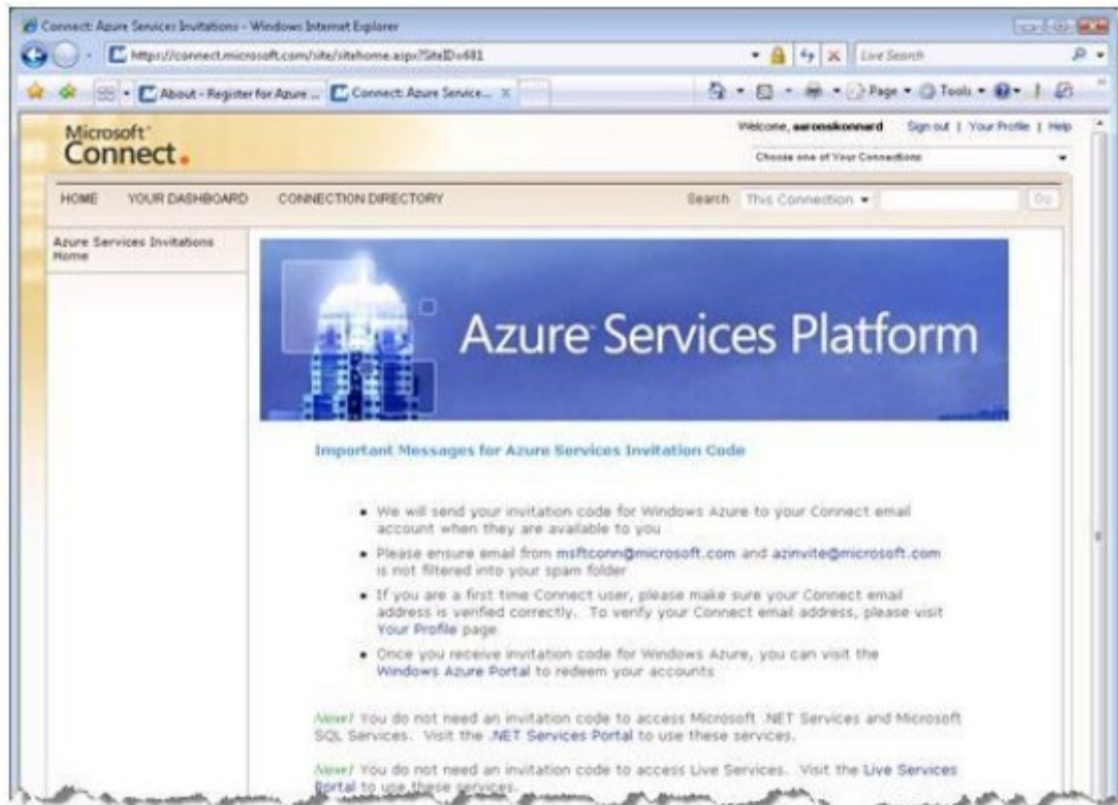 Connect: Azure Services Invitations - Windows Internet Explorer
https://connect.microsoft.com/site/sitehome.aspx?SiteID=681
Live Search
About - Register for Azure ...
Connect: Azure Service...
Page
Tools
Microsoft
Connect
Welcome, aaronskonnard Sign out | Your Profile | Help
Choose one of Your Connections
HOME YOUR DASHBOARD CONNECTION DIRECTORY Search This Connection Go
Azure Services Invitations
Home
Azure Services Platform
Important Messages for Azure Services Invitation Code
We will send your invitation code for Windows Azure to your Connect email
account when they are available to you
Please ensure email from msftconn@microsoft.com and azinvite@microsoft.com
is not filtered into your spam folder
If you are a first time Connect user, please make sure your Connect email
address is verified correctly. To verify your Connect email address, please visit
Your Profile page
Once you receive invitation code for Windows Azure, you can visit the
Windows Azure Portal to redeem your accounts
New! You do not need an invitation code to access Microsoft .NET Services and Microsoft
SQL Services. Visit the .NET Services Portal to use these services.
New! You do not need an invitation code to access Live Services. Visit the Live Services
Portal to use these services.